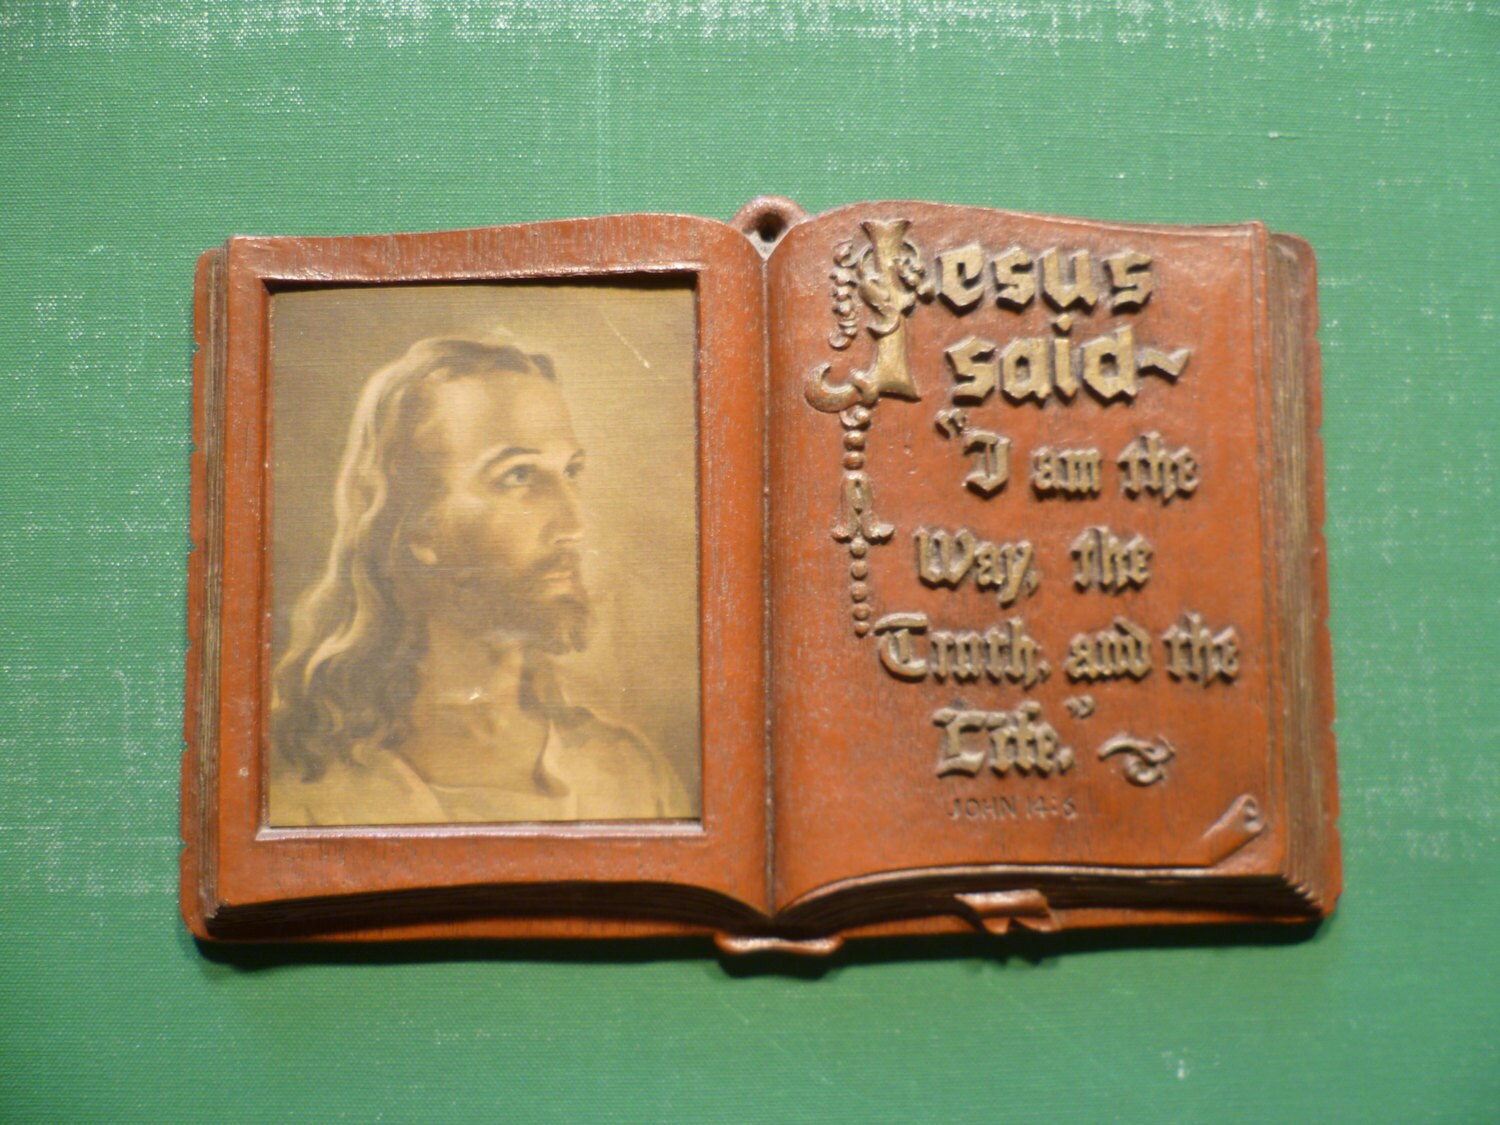 Jesus
said~
"I am the
Way, the
Truth, and the
Life."
JOHN 14:6